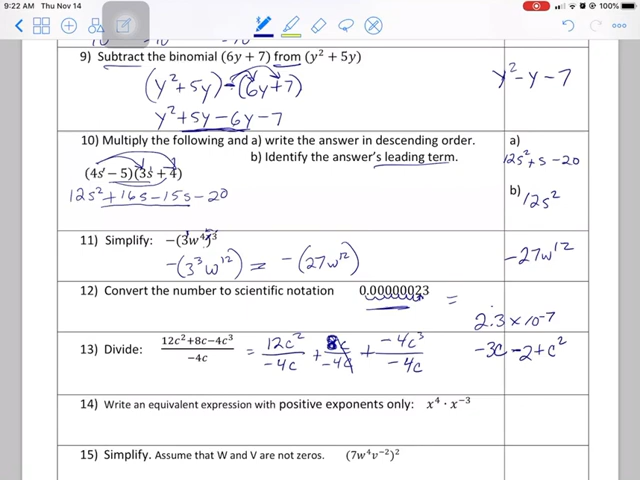 9:22 AM Thu Nov 14
100%
9) Subtract the binomial (6y + 7) from (y² + 5y)
(y²+5y) - (6y+7)
y²+5y-6y-7
y²-y-7
10) Multiply the following and a) write the answer in descending order.
b) Identify the answer's leading term.
(4s - 5)(3s + 4)
12s²+16s-15s-20
a)
12s²+s-20
b)
12s²
11) Simplify: −(3w⁴)³
-(3³w¹²) = -(27w¹²)
-27w¹²
12) Convert the number to scientific notation 0.00000023 =
2.3 x 10⁻⁷
13) Divide: (12c²+8c−4c³)/(−4c) = 12c²/-4c + 8c/-4c + -4c³/-4c
-3c-2+c²
14) Write an equivalent expression with positive exponents only: x⁴ · x⁻³
15) Simplify. Assume that W and V are not zeros. (7w⁴v⁻²)²